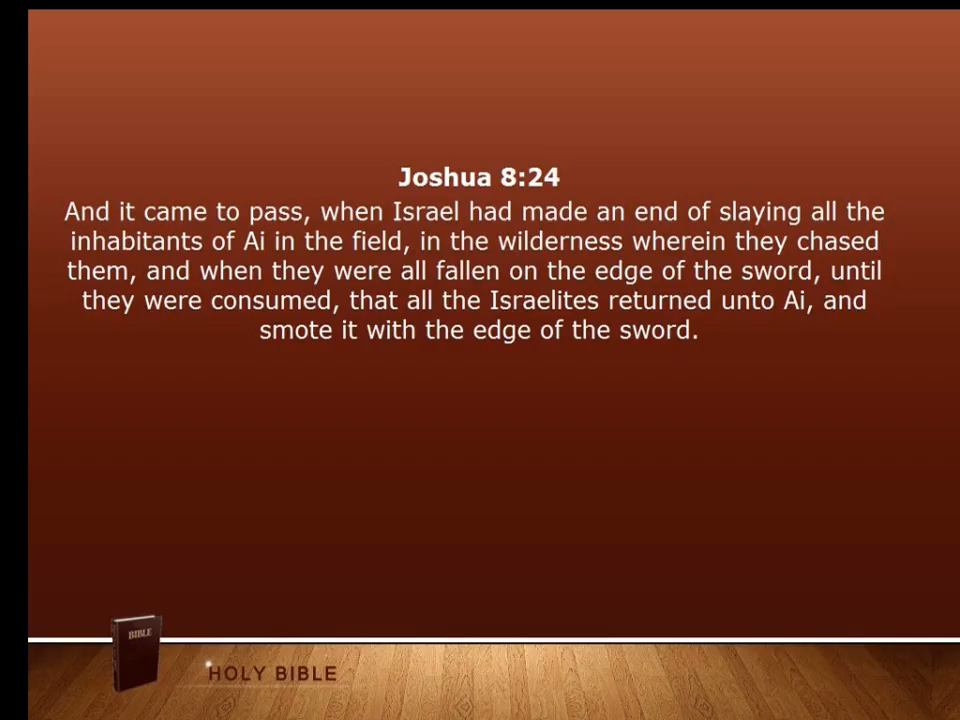 Joshua 8:24
And it came to pass, when Israel had made an end of slaying all the
inhabitants of Ai in the field, in the wilderness wherein they chased
them, and when they were all fallen on the edge of the sword, until
they were consumed, that all the Israelites returned unto Ai, and
smote it with the edge of the sword.
BIBLE
HOLY BIBLE